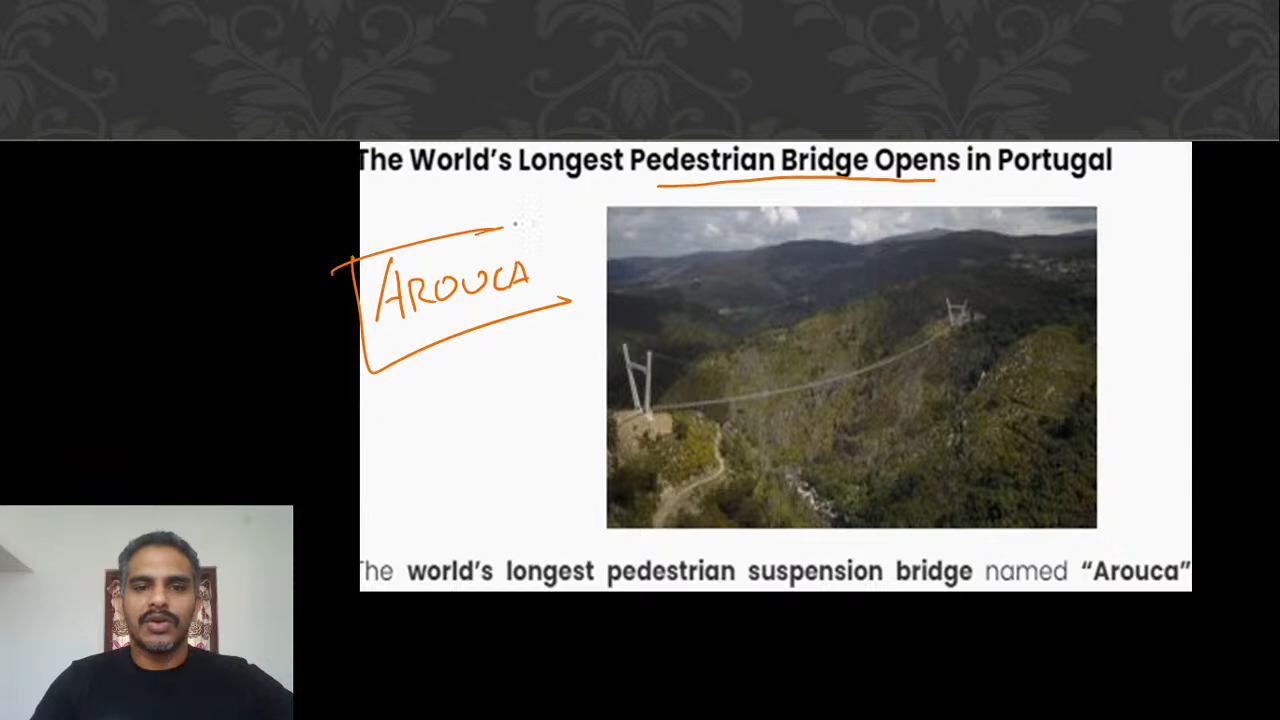 The World's Longest Pedestrian Bridge Opens in Portugal
AROUCA
The world's longest pedestrian suspension bridge named “Arouca”